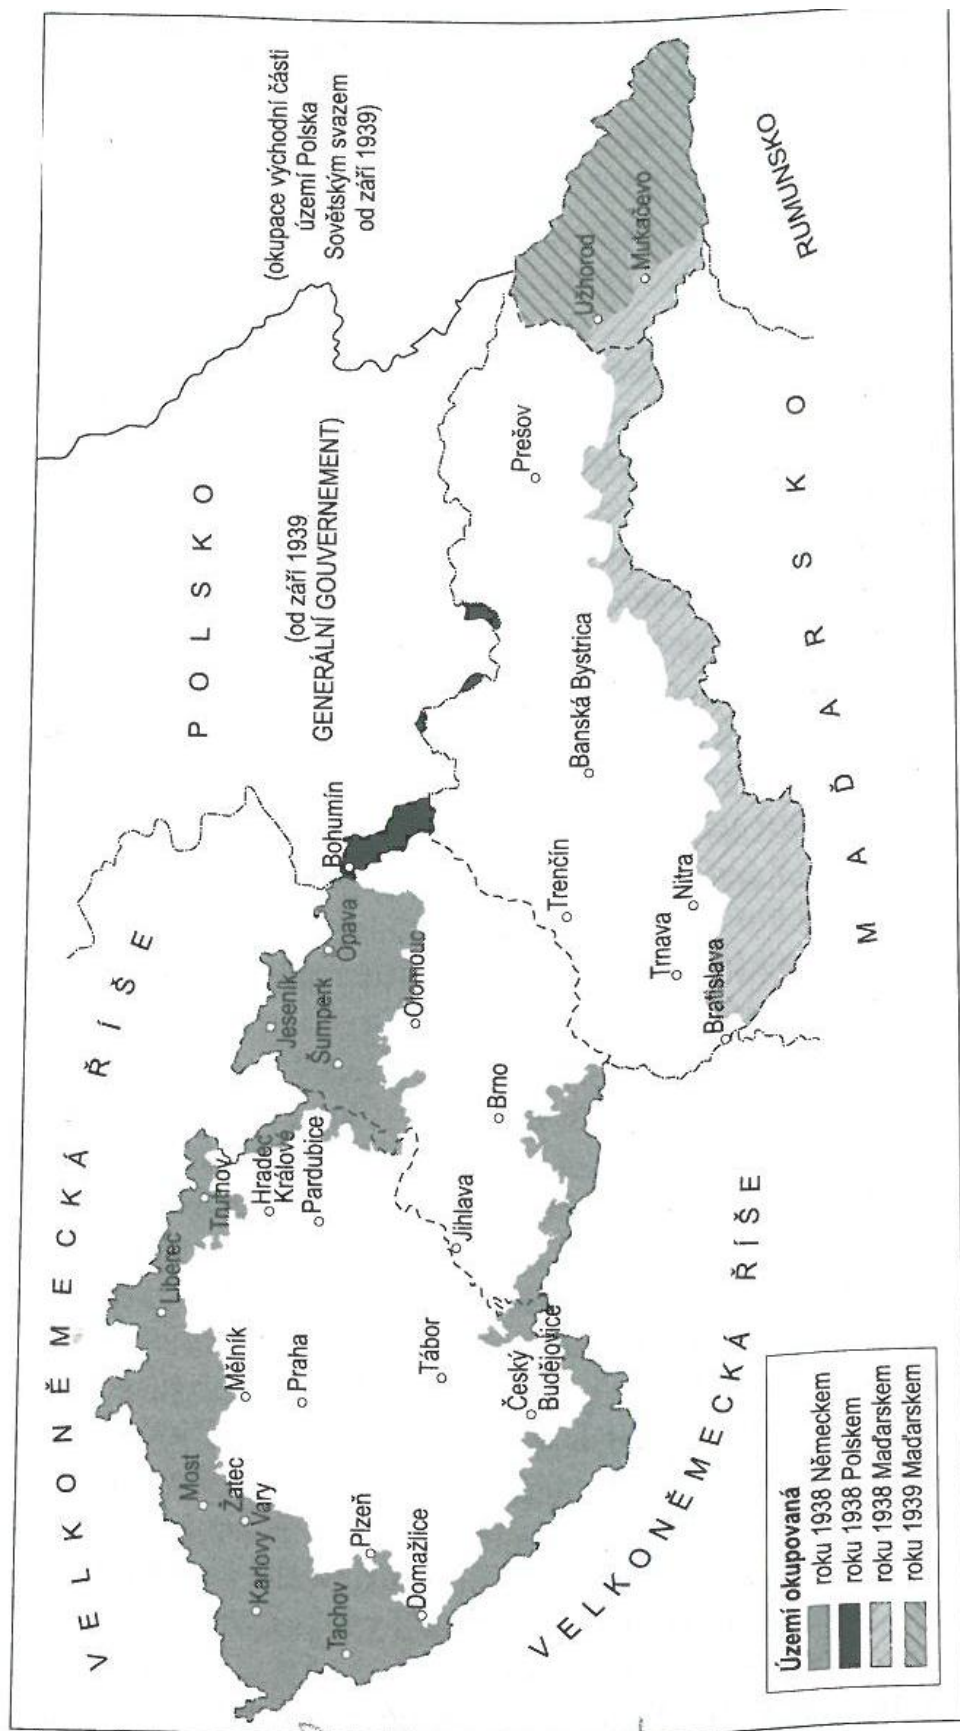 VELKONĚMECKÁ ŘÍŠE
POLSKO
(od září 1939
GENERÁLNÍ GOUVERNEMENT)
(okupace východní části
území Polska
Sovětským svazem
od září 1939)
Liberec
Trutnov
Most
Mělník
Žatec
Hradec
Králové
Karlovy Vary
Praha
Pardubice
Jeseník
Šumperk
Opava
Bohumín
Tachov
Plzeň
Domažlice
Tábor
Jihlava
Olomouc
Brno
Český
Budějovice
Trenčín
Banská Bystrica
Prešov
Užhorod
Mukačevo
Trnava
Nitra
Bratislava
VELKONĚMECKÁ ŘÍŠE
MAĎARSKO
RUMUNSKO
Území okupovaná
roku 1938 Německem
roku 1938 Polskem
roku 1938 Maďarskem
roku 1939 Maďarskem